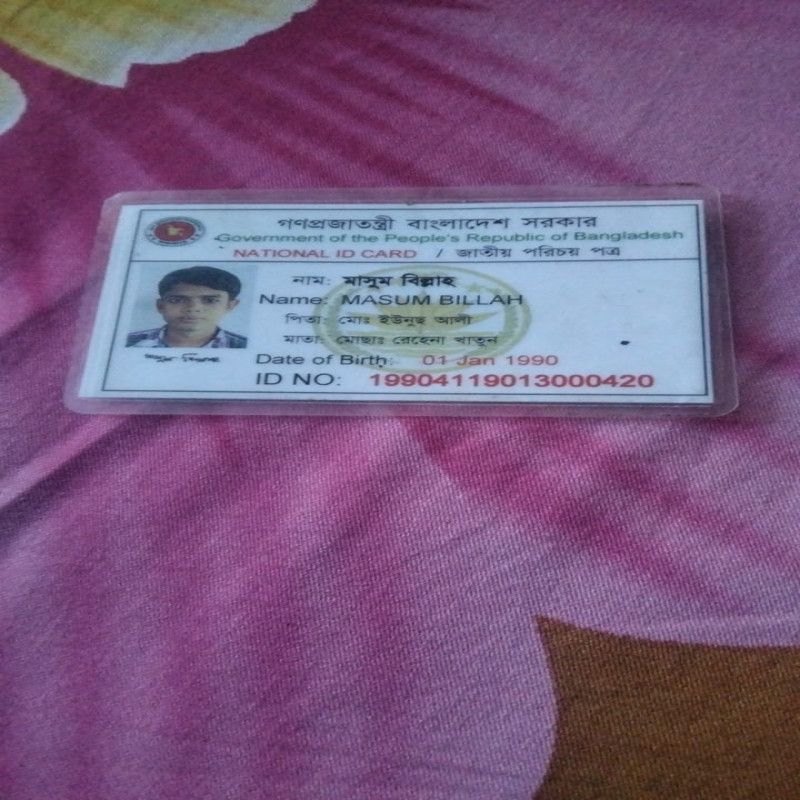 গণপ্রজাতন্ত্রী বাংলাদেশ সরকার
Government of the People's Republic of Bangladesh
NATIONAL ID CARD / জাতীয় পরিচয় পত্র
নাম: মাসুম বিল্লাহ
Name: MASUM BILLAH
পিতা: মোঃ ইউনুছ আলী
মাতা: মোছাঃ রেহেনা খাতুন
Date of Birth: 01 Jan 1990
ID NO: 19904119013000420